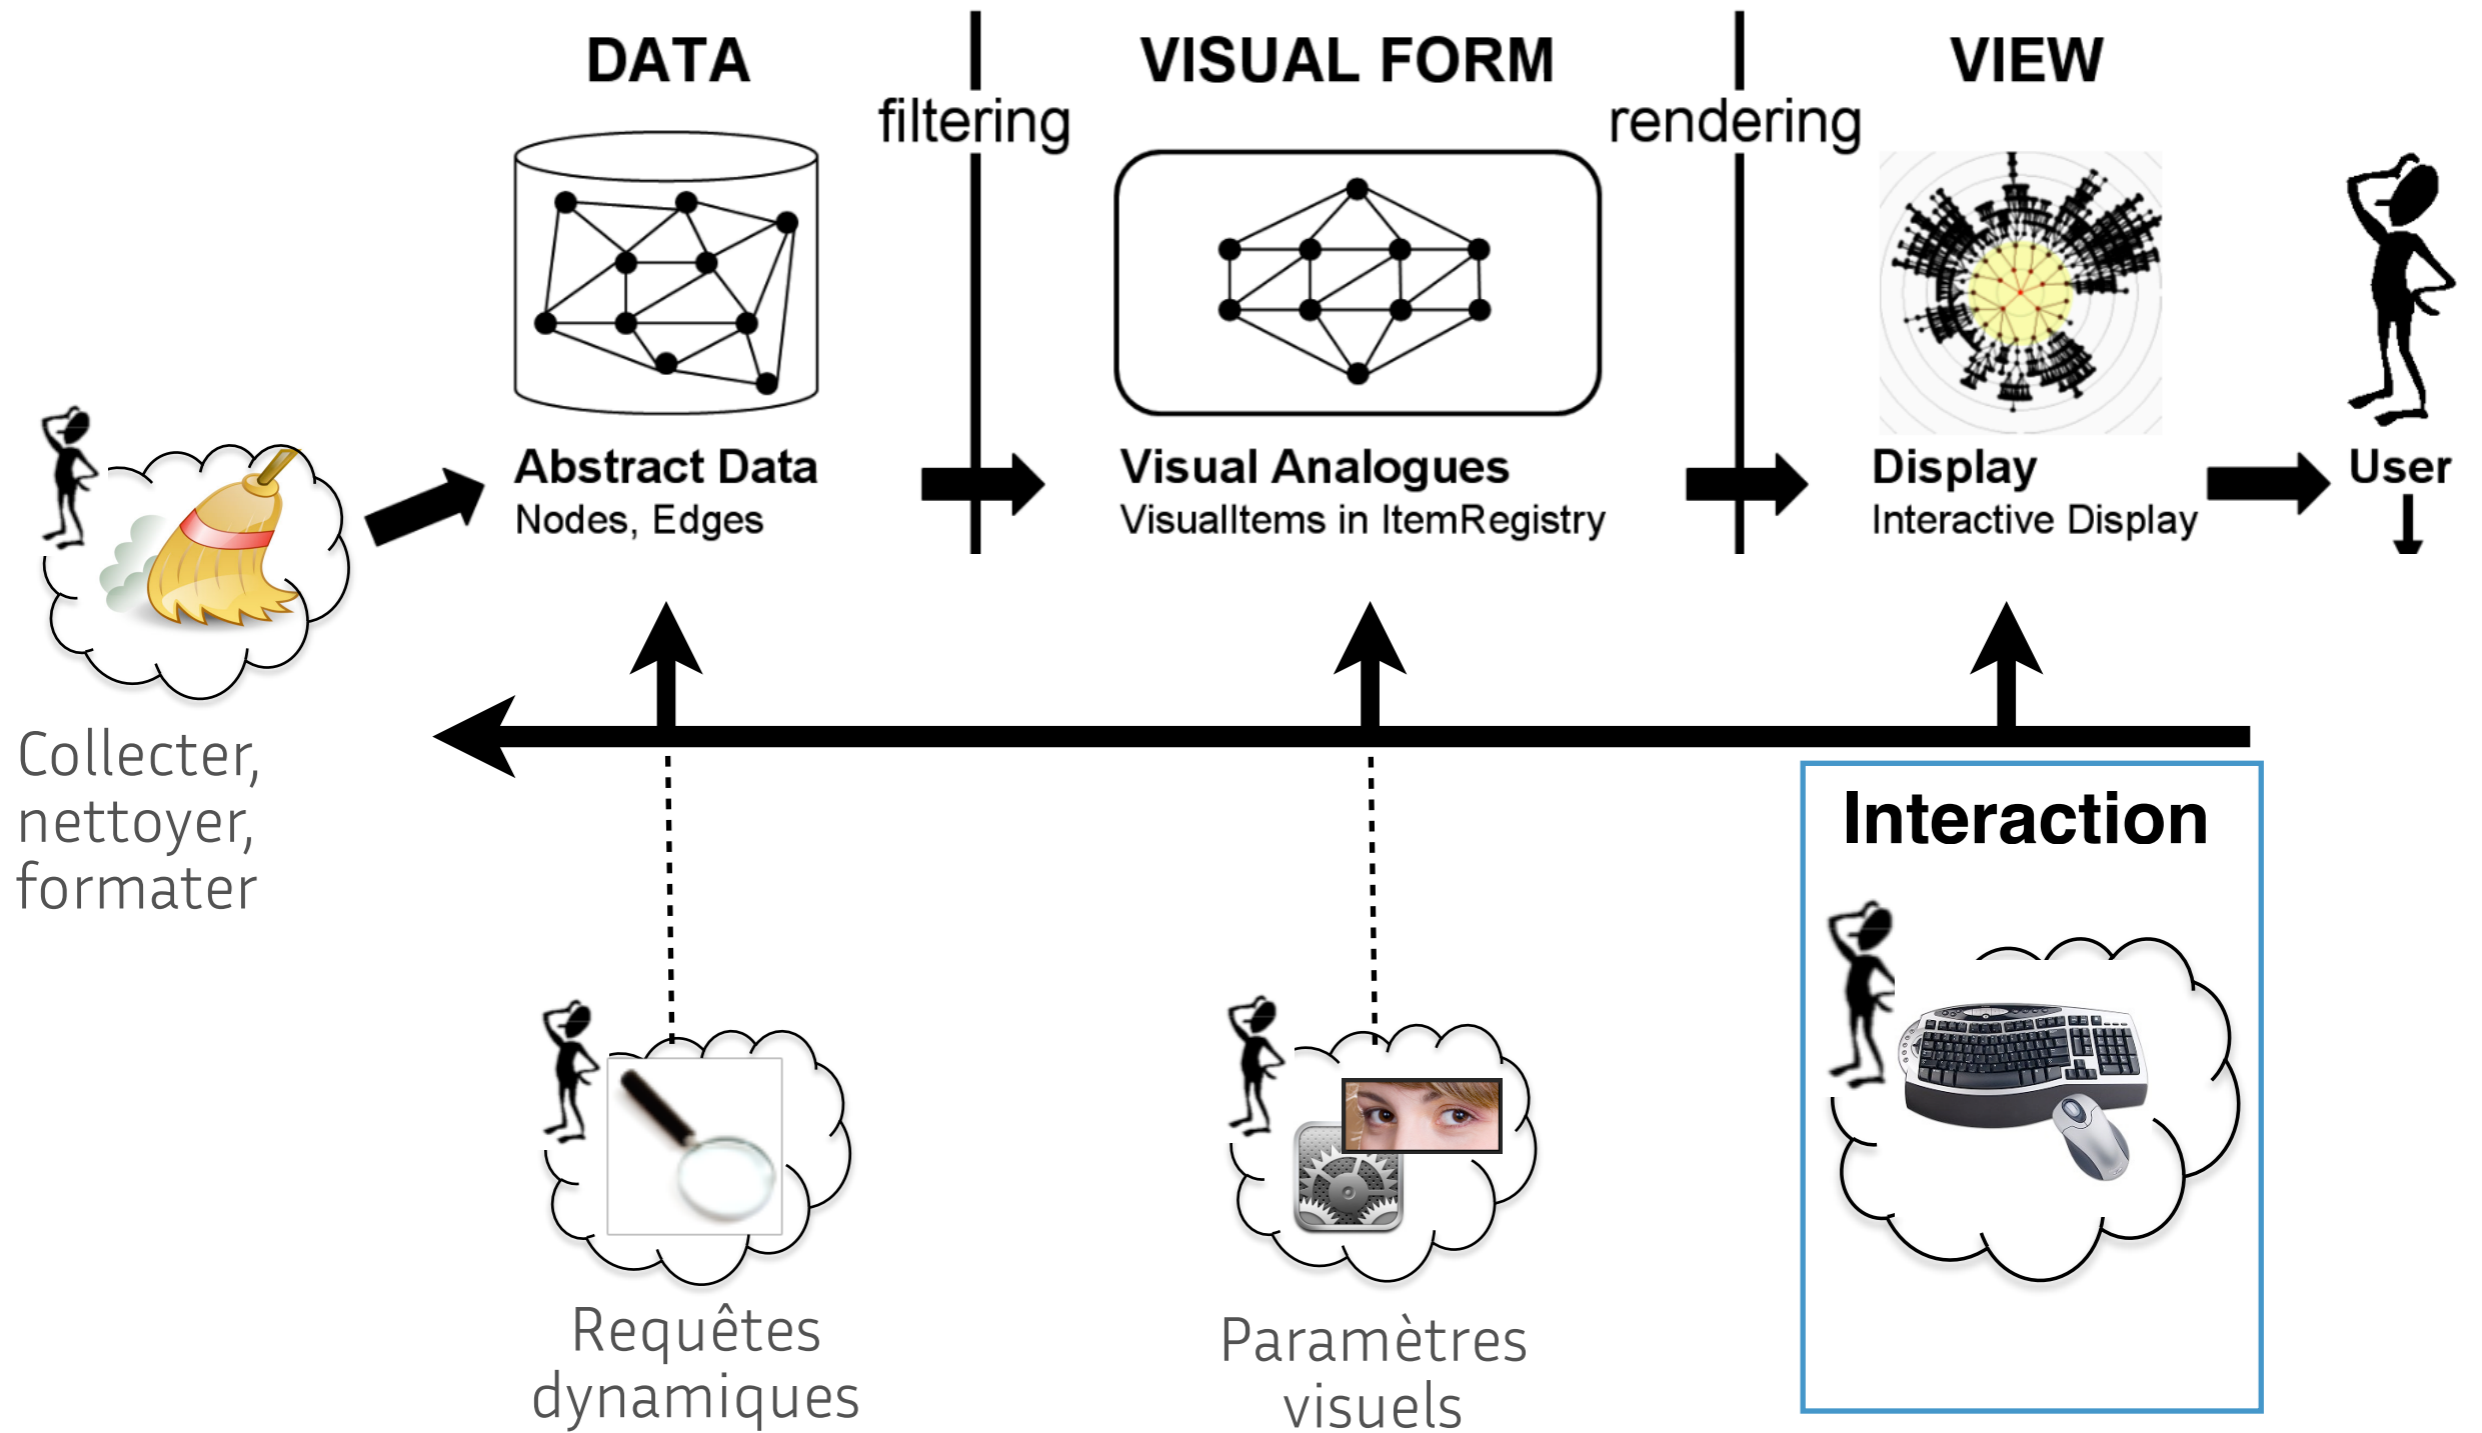 DATA
filtering
VISUAL FORM
rendering
VIEW
Abstract Data
Nodes, Edges
Visual Analogues
VisualItems in ItemRegistry
Display
Interactive Display
User
Collecter,
nettoyer,
formater
Interaction
Requêtes
dynamiques
Paramètres
visuels